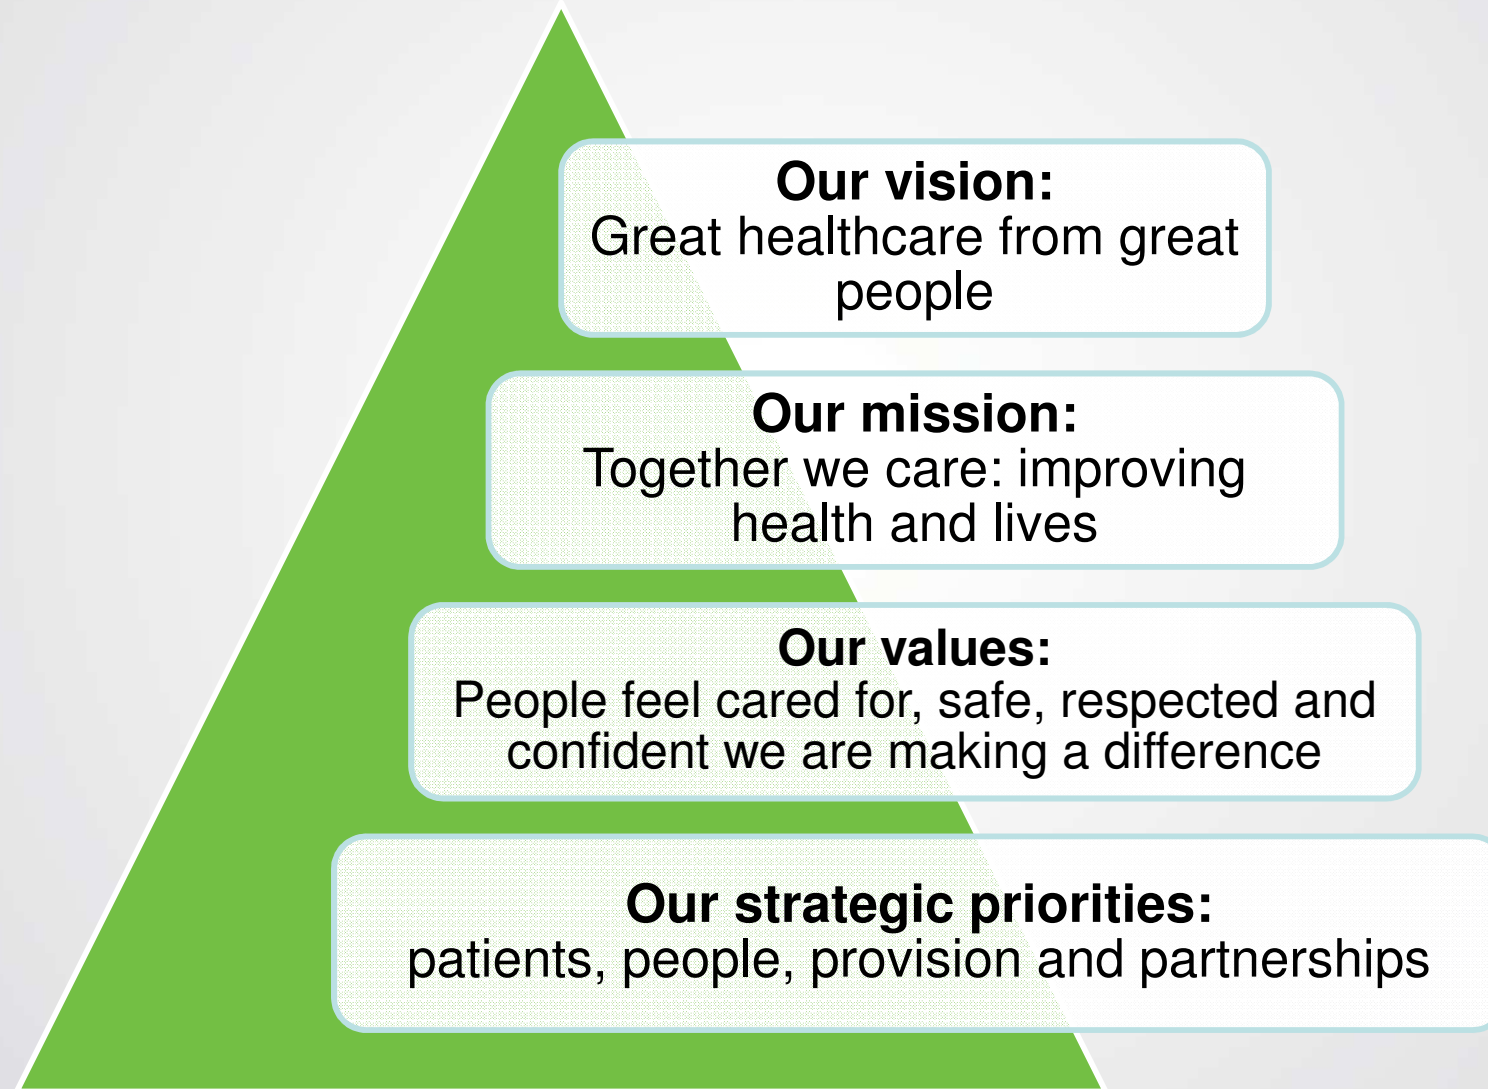 Our vision:
Great healthcare from great
people
Our mission:
Together we care: improving
health and lives
Our values:
People feel cared for, safe, respected and
confident we are making a difference
Our strategic priorities:
patients, people, provision and partnerships